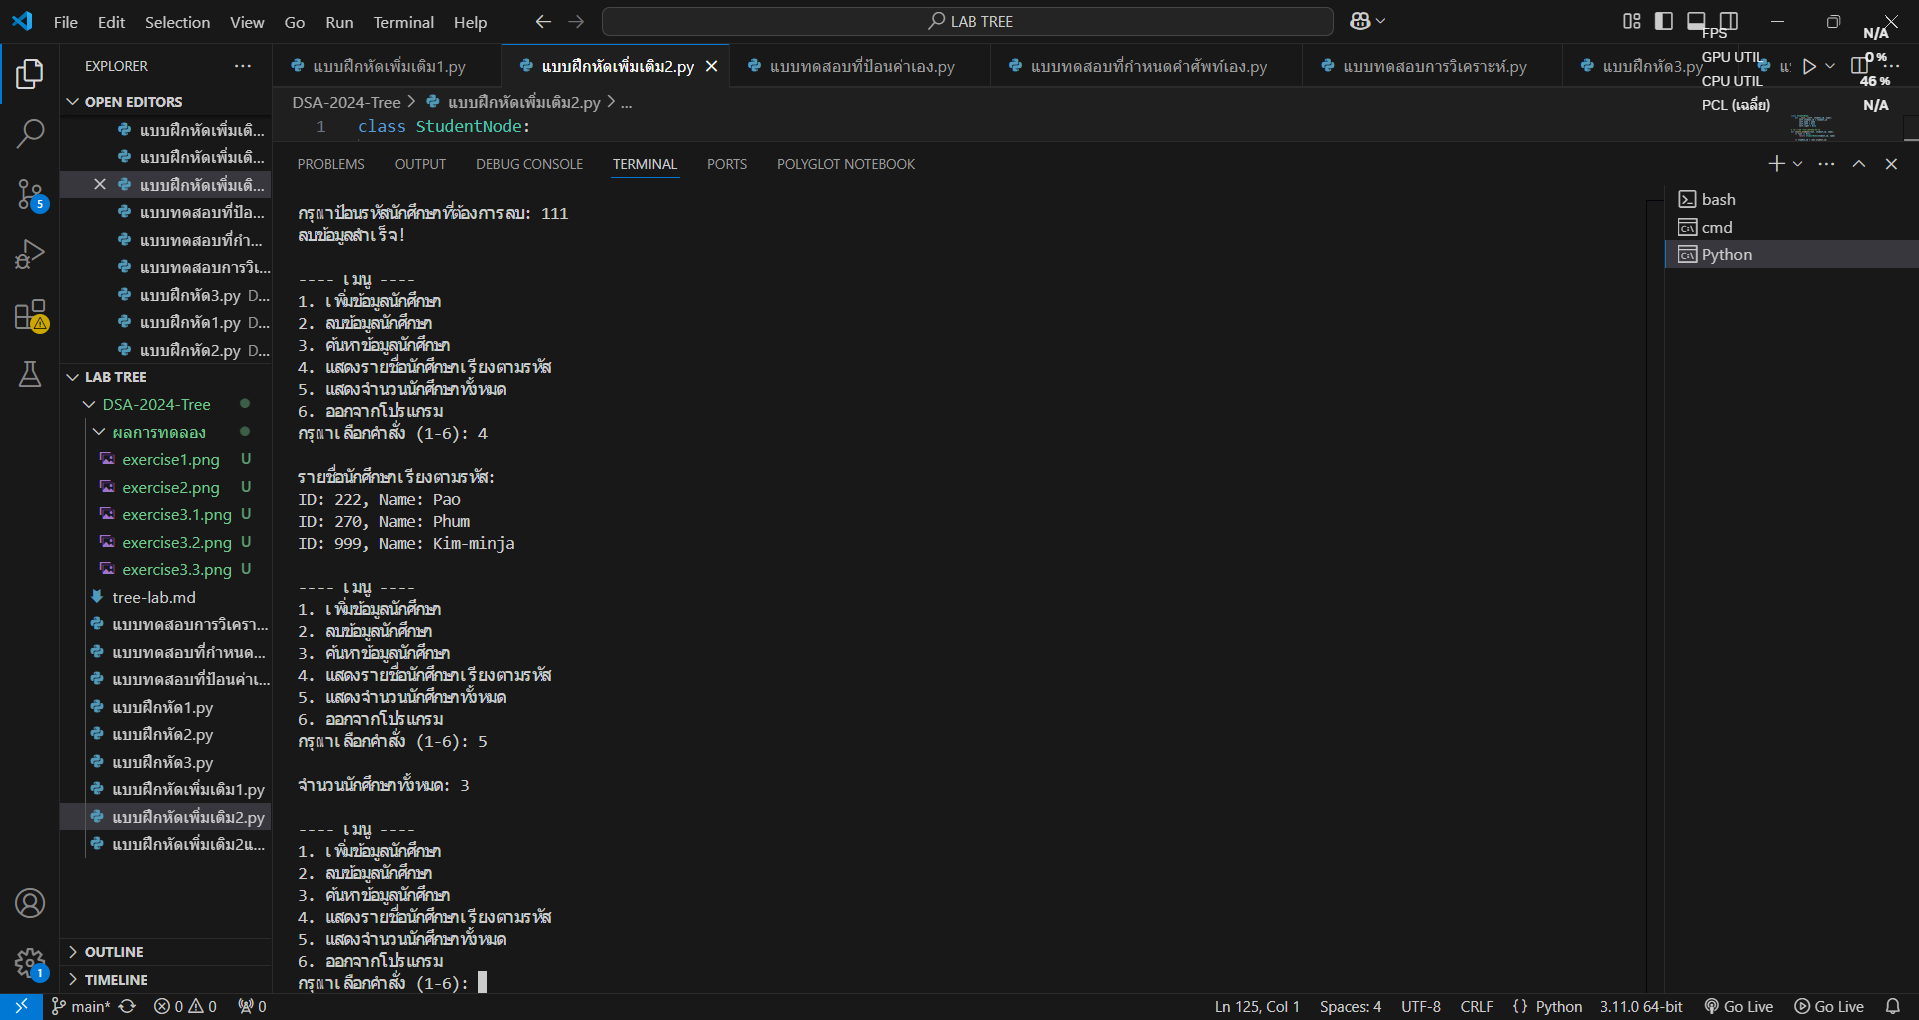 File Edit Selection View Go Run Terminal Help
LAB TREE
FPS N/A
GPU UTIL 0 %
CPU UTIL 46 %
PCL (เฉลี่ย) N/A
EXPLORER
OPEN EDITORS
แบบฝึกหัดเพิ่มเติ...
แบบฝึกหัดเพิ่มเติ...
แบบฝึกหัดเพิ่มเติ...
แบบทดสอบที่ป้อ...
แบบทดสอบที่กำ...
แบบทดสอบการวิเ...
แบบฝึกหัด3.py D...
แบบฝึกหัด1.py D...
แบบฝึกหัด2.py D...
LAB TREE
DSA-2024-Tree
ผลการทดลอง
exercise1.png U
exercise2.png U
exercise3.1.png U
exercise3.2.png U
exercise3.3.png U
tree-lab.md
แบบทดสอบการวิเครา...
แบบทดสอบที่กำหนด...
แบบทดสอบที่ป้อนค่าเ...
แบบฝึกหัด1.py
แบบฝึกหัด2.py
แบบฝึกหัด3.py
แบบฝึกหัดเพิ่มเติม1.py
แบบฝึกหัดเพิ่มเติม2.py
แบบฝึกหัดเพิ่มเติม2แ...
OUTLINE
TIMELINE
5
1
แบบฝึกหัดเพิ่มเติม1.py แบบฝึกหัดเพิ่มเติม2.py แบบทดสอบที่ป้อนค่าเอง.py แบบทดสอบที่กำหนดคำศัพท์เอง.py แบบทดสอบการวิเคราะห์.py แบบฝึกหัด3.py
DSA-2024-Tree > แบบฝึกหัดเพิ่มเติม2.py > ...
1 class StudentNode:
PROBLEMS OUTPUT DEBUG CONSOLE TERMINAL PORTS POLYGLOT NOTEBOOK
กรุณาป้อนรหัสนักศึกษาที่ต้องการลบ: 111
ลบข้อมูลสำเร็จ!
---- เมนู ----
1. เพิ่มข้อมูลนักศึกษา
2. ลบข้อมูลนักศึกษา
3. ค้นหาข้อมูลนักศึกษา
4. แสดงรายชื่อนักศึกษาเรียงตามรหัส
5. แสดงจำนวนนักศึกษาทั้งหมด
6. ออกจากโปรแกรม
กรุณาเลือกคำสั่ง (1-6): 4
รายชื่อนักศึกษาเรียงตามรหัส:
ID: 222, Name: Pao
ID: 270, Name: Phum
ID: 999, Name: Kim-minja
---- เมนู ----
1. เพิ่มข้อมูลนักศึกษา
2. ลบข้อมูลนักศึกษา
3. ค้นหาข้อมูลนักศึกษา
4. แสดงรายชื่อนักศึกษาเรียงตามรหัส
5. แสดงจำนวนนักศึกษาทั้งหมด
6. ออกจากโปรแกรม
กรุณาเลือกคำสั่ง (1-6): 5
จำนวนนักศึกษาทั้งหมด: 3
---- เมนู ----
1. เพิ่มข้อมูลนักศึกษา
2. ลบข้อมูลนักศึกษา
3. ค้นหาข้อมูลนักศึกษา
4. แสดงรายชื่อนักศึกษาเรียงตามรหัส
5. แสดงจำนวนนักศึกษาทั้งหมด
6. ออกจากโปรแกรม
กรุณาเลือกคำสั่ง (1-6):
bash
cmd
Python
main* 0 0 0 Ln 125, Col 1 Spaces: 4 UTF-8 CRLF {} Python 3.11.0 64-bit Go Live Go Live